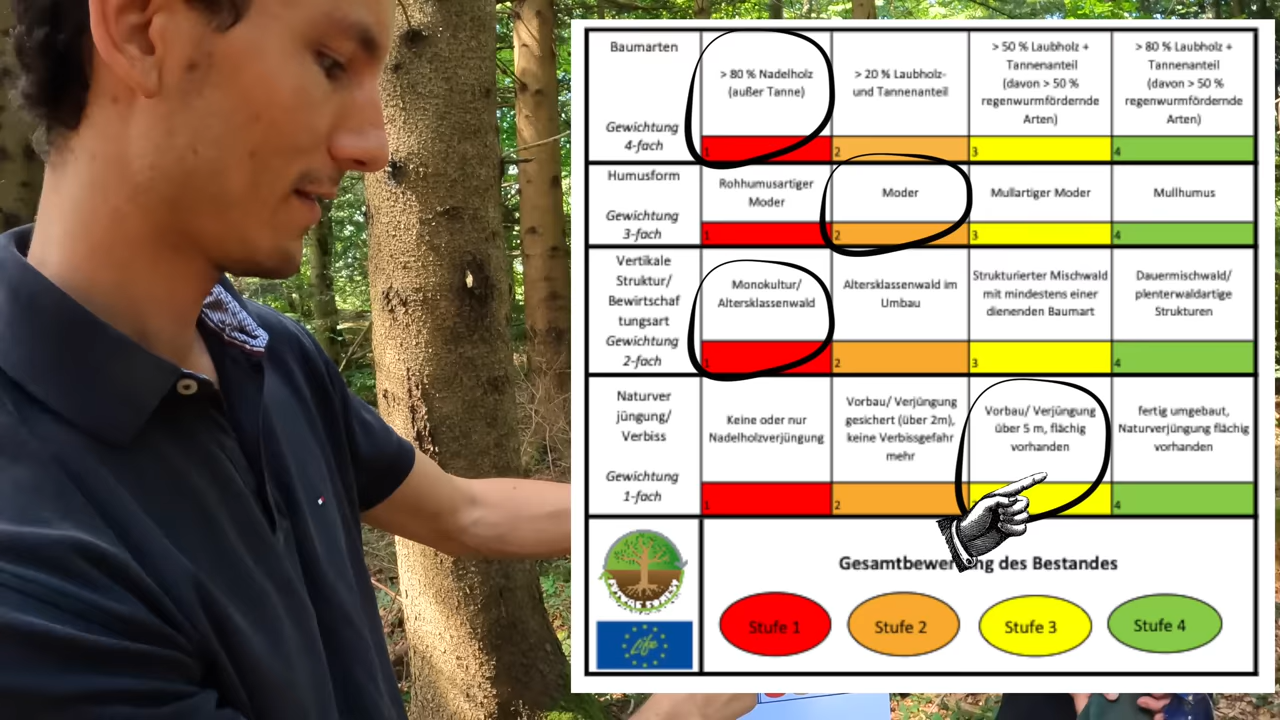 Baumarten
Gewichtung
4-fach
> 80 % Nadelholz
(außer Tanne)
1
> 20 % Laubholz-
und Tannenanteil
2
> 50 % Laubholz +
Tannenanteil
(davon > 50 %
regenwurmfördernde
Arten)
3
> 80 % Laubholz +
Tannenanteil
(davon > 50 %
regenwurmfördernde
Arten)
4
Humusform
Gewichtung
3-fach
Rohhumusartiger
Moder
1
Moder
2
Mullartiger Moder
3
Mullhumus
4
Vertikale
Struktur/
Bewirtschaf
tungsart
Gewichtung
2-fach
Monokultur/
Altersklassenwald
1
Altersklassenwald im
Umbau
2
Strukturierter Mischwald
mit mindestens einer
dienenden Baumart
3
Dauermischwald/
plenterwaldartige
Strukturen
4
Naturver
jüngung/
Verbiss
Gewichtung
1-fach
Keine oder nur
Nadelholzverjüngung
1
Vorbau/ Verjüngung
gesichert (über 2m),
keine Verbissgefahr
mehr
2
Vorbau/ Verjüngung
über 5 m, flächig
vorhanden
fertig umgebaut,
Naturverjüngung flächig
vorhanden
4
Life
Gesamtbewer ng des Bestandes
Stufe 1
Stufe 2
Stufe 3
Stufe 4